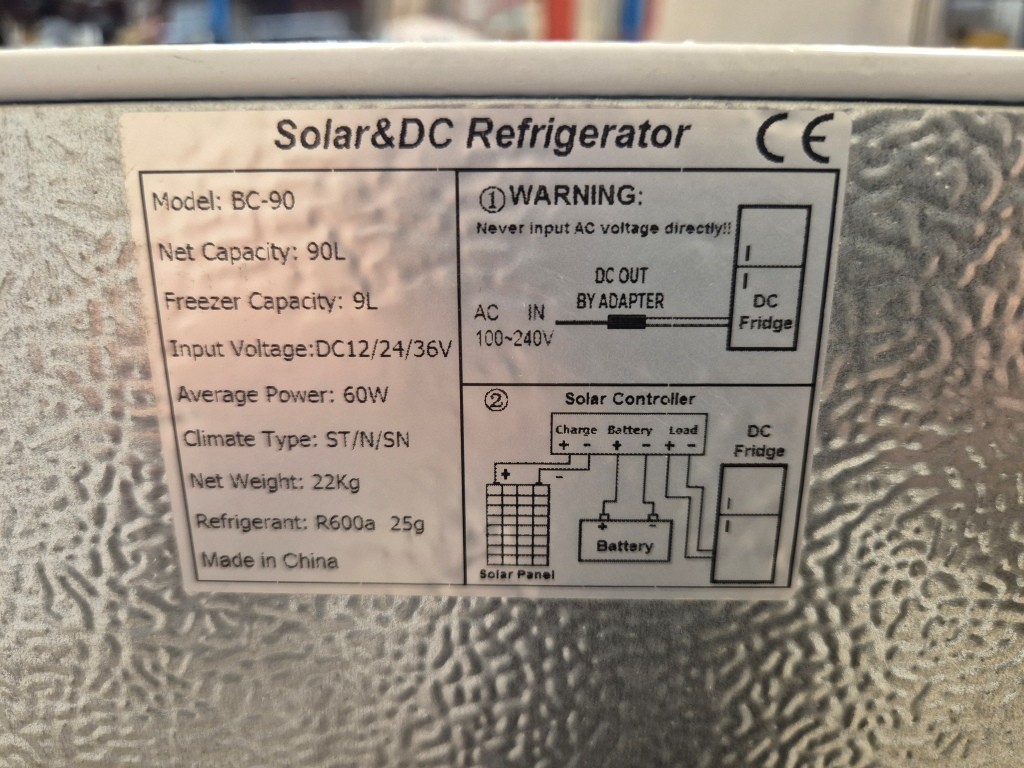 Solar&DC Refrigerator CE
Model: BC-90
Net Capacity: 90L
Freezer Capacity: 9L
Input Voltage:DC12/24/36V
Average Power: 60W
Climate Type: ST/N/SN
Net Weight: 22Kg
Refrigerant: R600a 25g
Made in China
① WARNING:
Never input AC voltage directly!!
DC OUT
BY ADAPTER
AC IN
100~240V
DC
Fridge
② Solar Controller
Charge Battery Load
+ − + − + −
DC
Fridge
+ −
+ −
Battery
Solar Panel